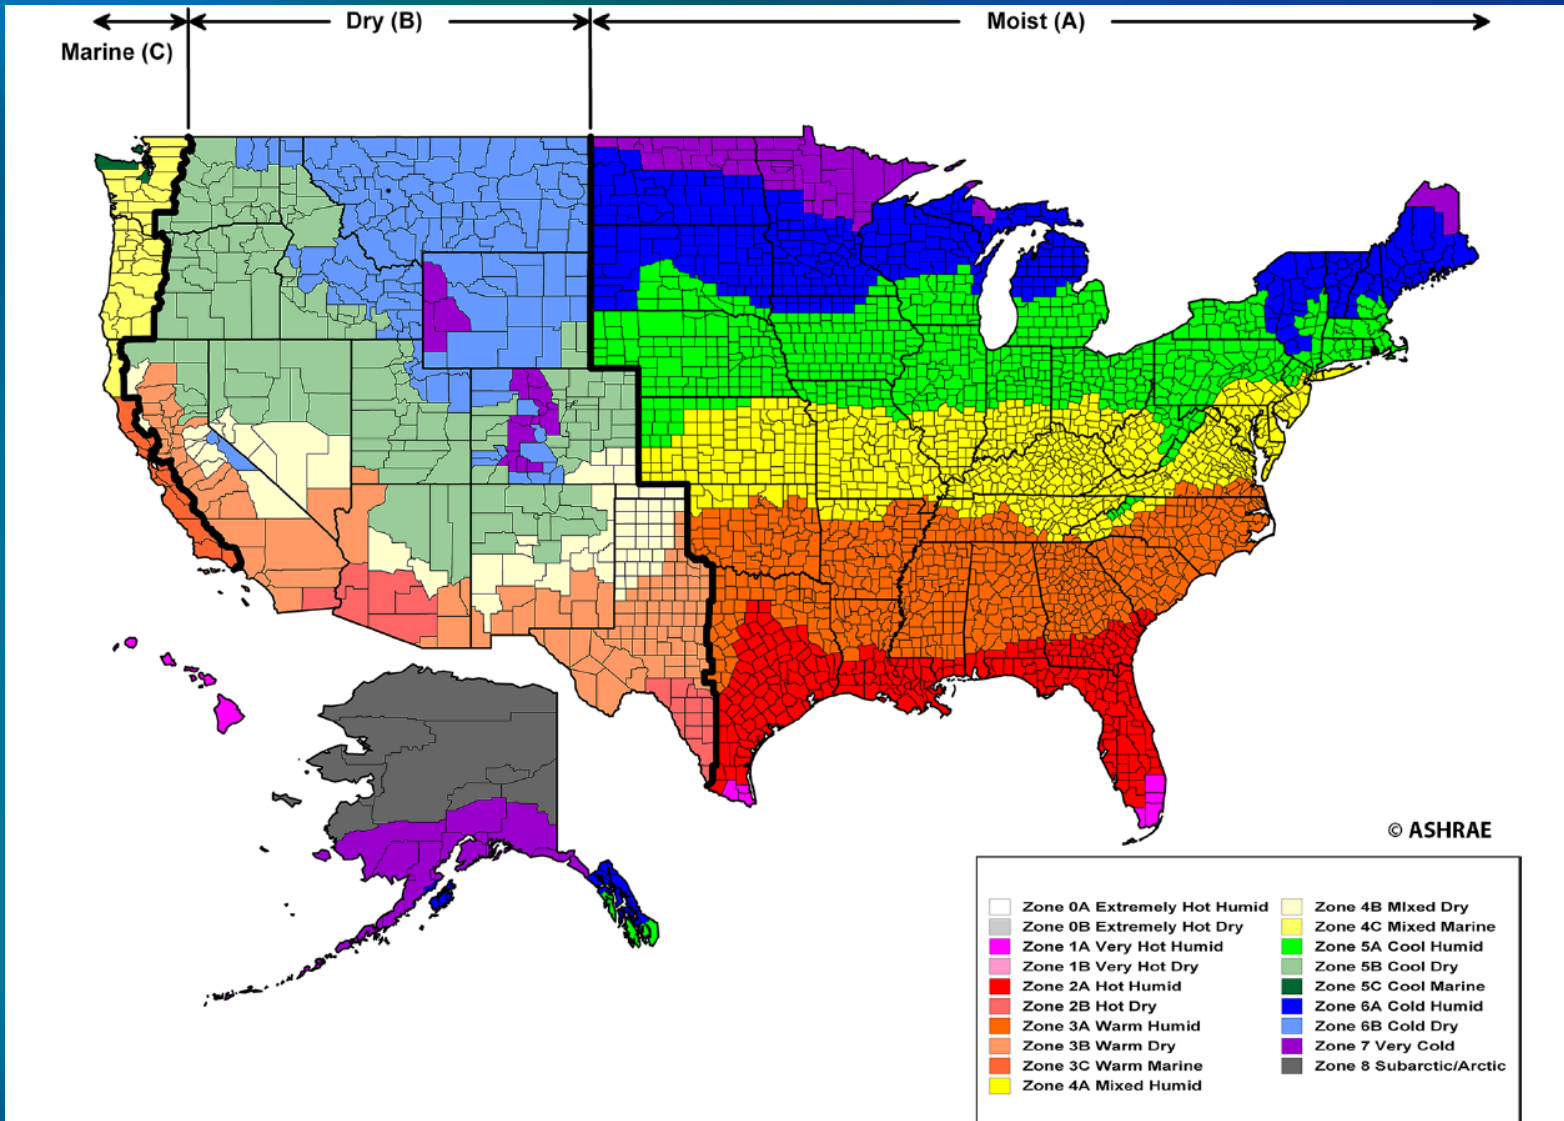 Marine (C)
Dry (B)
Moist (A)
© ASHRAE
Zone 0A Extremely Hot Humid
Zone 0B Extremely Hot Dry
Zone 1A Very Hot Humid
Zone 1B Very Hot Dry
Zone 2A Hot Humid
Zone 2B Hot Dry
Zone 3A Warm Humid
Zone 3B Warm Dry
Zone 3C Warm Marine
Zone 4A Mixed Humid
Zone 4B MIxed Dry
Zone 4C Mixed Marine
Zone 5A Cool Humid
Zone 5B Cool Dry
Zone 5C Cool Marine
Zone 6A Cold Humid
Zone 6B Cold Dry
Zone 7 Very Cold
Zone 8 Subarctic/Arctic